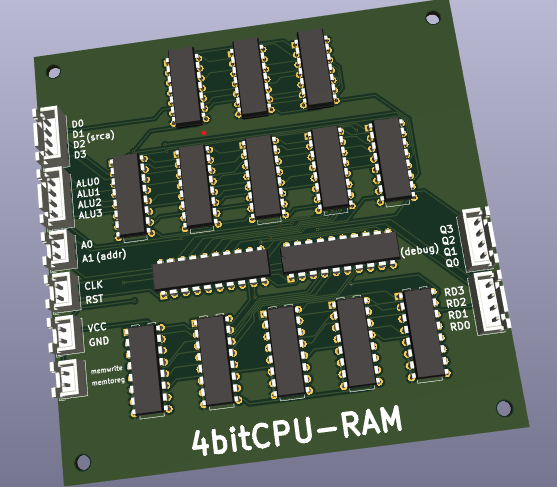 D0
D1
D2 (srca)
D3
ALU0
ALU1
ALU2
ALU3
A0
A1 (addr)
CLK
RST
VCC
GND
memwrite
memtoreg
Q3
Q2
(debug) Q1
Q0
RD3
RD2
RD1
RD0
4bitCPU-RAM